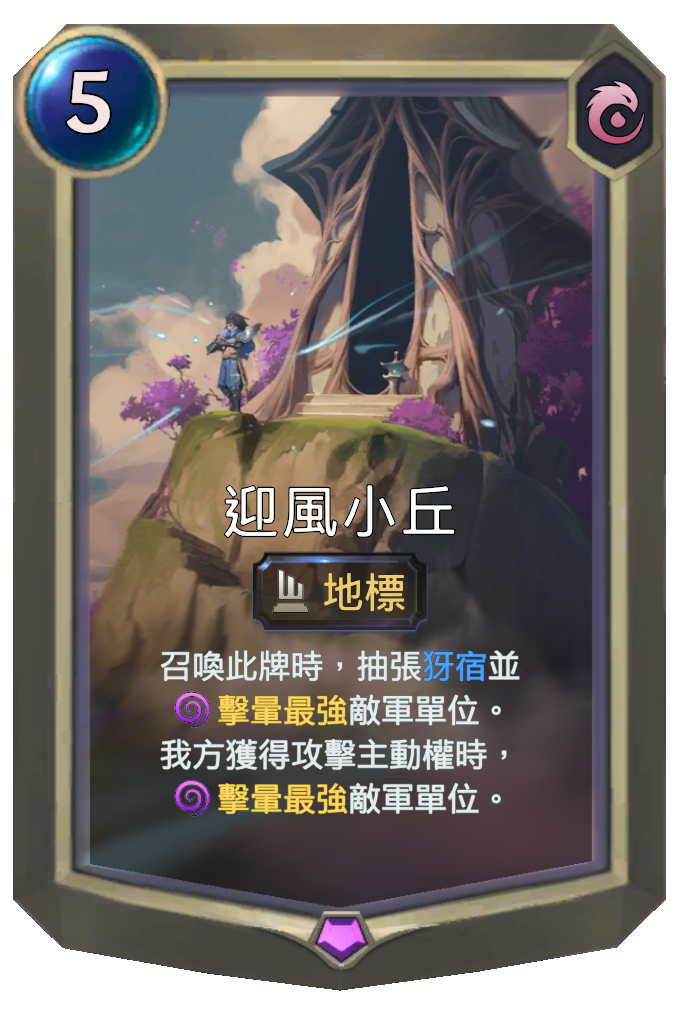 5
迎風小丘
地標
召喚此牌時，抽張犽宿並
擊暈最強敵軍單位。
我方獲得攻擊主動權時，
擊暈最強敵軍單位。